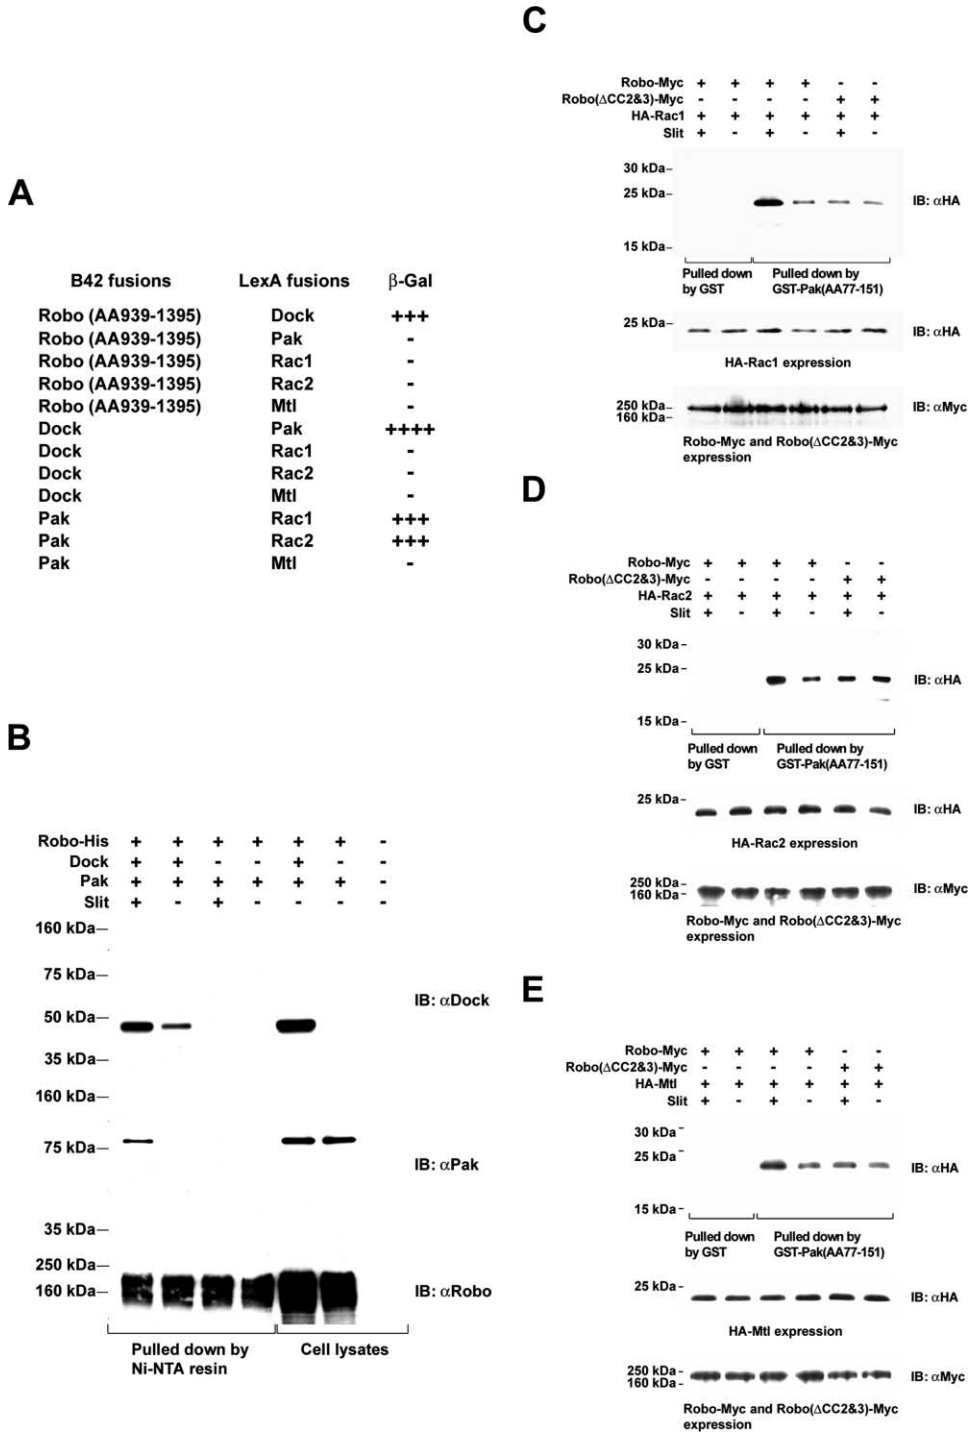 A
B42 fusions LexA fusions β-Gal
Robo (AA939-1395) Dock +++
Robo (AA939-1395) Pak -
Robo (AA939-1395) Rac1 -
Robo (AA939-1395) Rac2 -
Robo (AA939-1395) Mtl -
Dock Pak ++++
Dock Rac1 -
Dock Rac2 -
Dock Mtl -
Pak Rac1 +++
Pak Rac2 +++
Pak Mtl -
B
Robo-His + + + + + + -
Dock + + - - + - -
Pak + + + + + + -
Slit + - + - - - -
160 kDa
75 kDa
IB: αDock
50 kDa
35 kDa
160 kDa
75 kDa
IB: αPak
35 kDa
250 kDa
160 kDa
IB: αRobo
Pulled down by Cell lysates
Ni-NTA resin
C
Robo-Myc + + + + - -
Robo(ΔCC2&3)-Myc - - - - + +
HA-Rac1 + + + + + +
Slit + - + - + -
30 kDa
25 kDa
IB: αHA
15 kDa
Pulled down Pulled down by
by GST GST-Pak(AA77-151)
25 kDa
IB: αHA
HA-Rac1 expression
250 kDa
IB: αMyc
160 kDa
Robo-Myc and Robo(ΔCC2&3)-Myc
expression
D
Robo-Myc + + + + - -
Robo(ΔCC2&3)-Myc - - - - + +
HA-Rac2 + + + + + +
Slit + - + - + -
30 kDa
25 kDa
IB: αHA
15 kDa
Pulled down Pulled down by
by GST GST-Pak(AA77-151)
25 kDa
IB: αHA
HA-Rac2 expression
250 kDa
160 kDa
IB: αMyc
Robo-Myc and Robo(ΔCC2&3)-Myc
expression
E
Robo-Myc + + + + - -
Robo(ΔCC2&3)-Myc - - - - + +
HA-Mtl + + + + + +
Slit + - + - + -
30 kDa
25 kDa
IB: αHA
15 kDa
Pulled down Pulled down by
by GST GST-Pak(AA77-151)
25 kDa
IB: αHA
HA-Mtl expression
250 kDa
160 kDa
IB: αMyc
Robo-Myc and Robo(ΔCC2&3)-Myc
expression